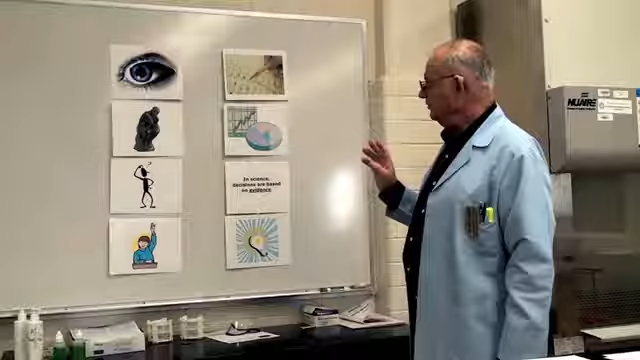 In science,
decisions are based
on evidence
NUAIRE